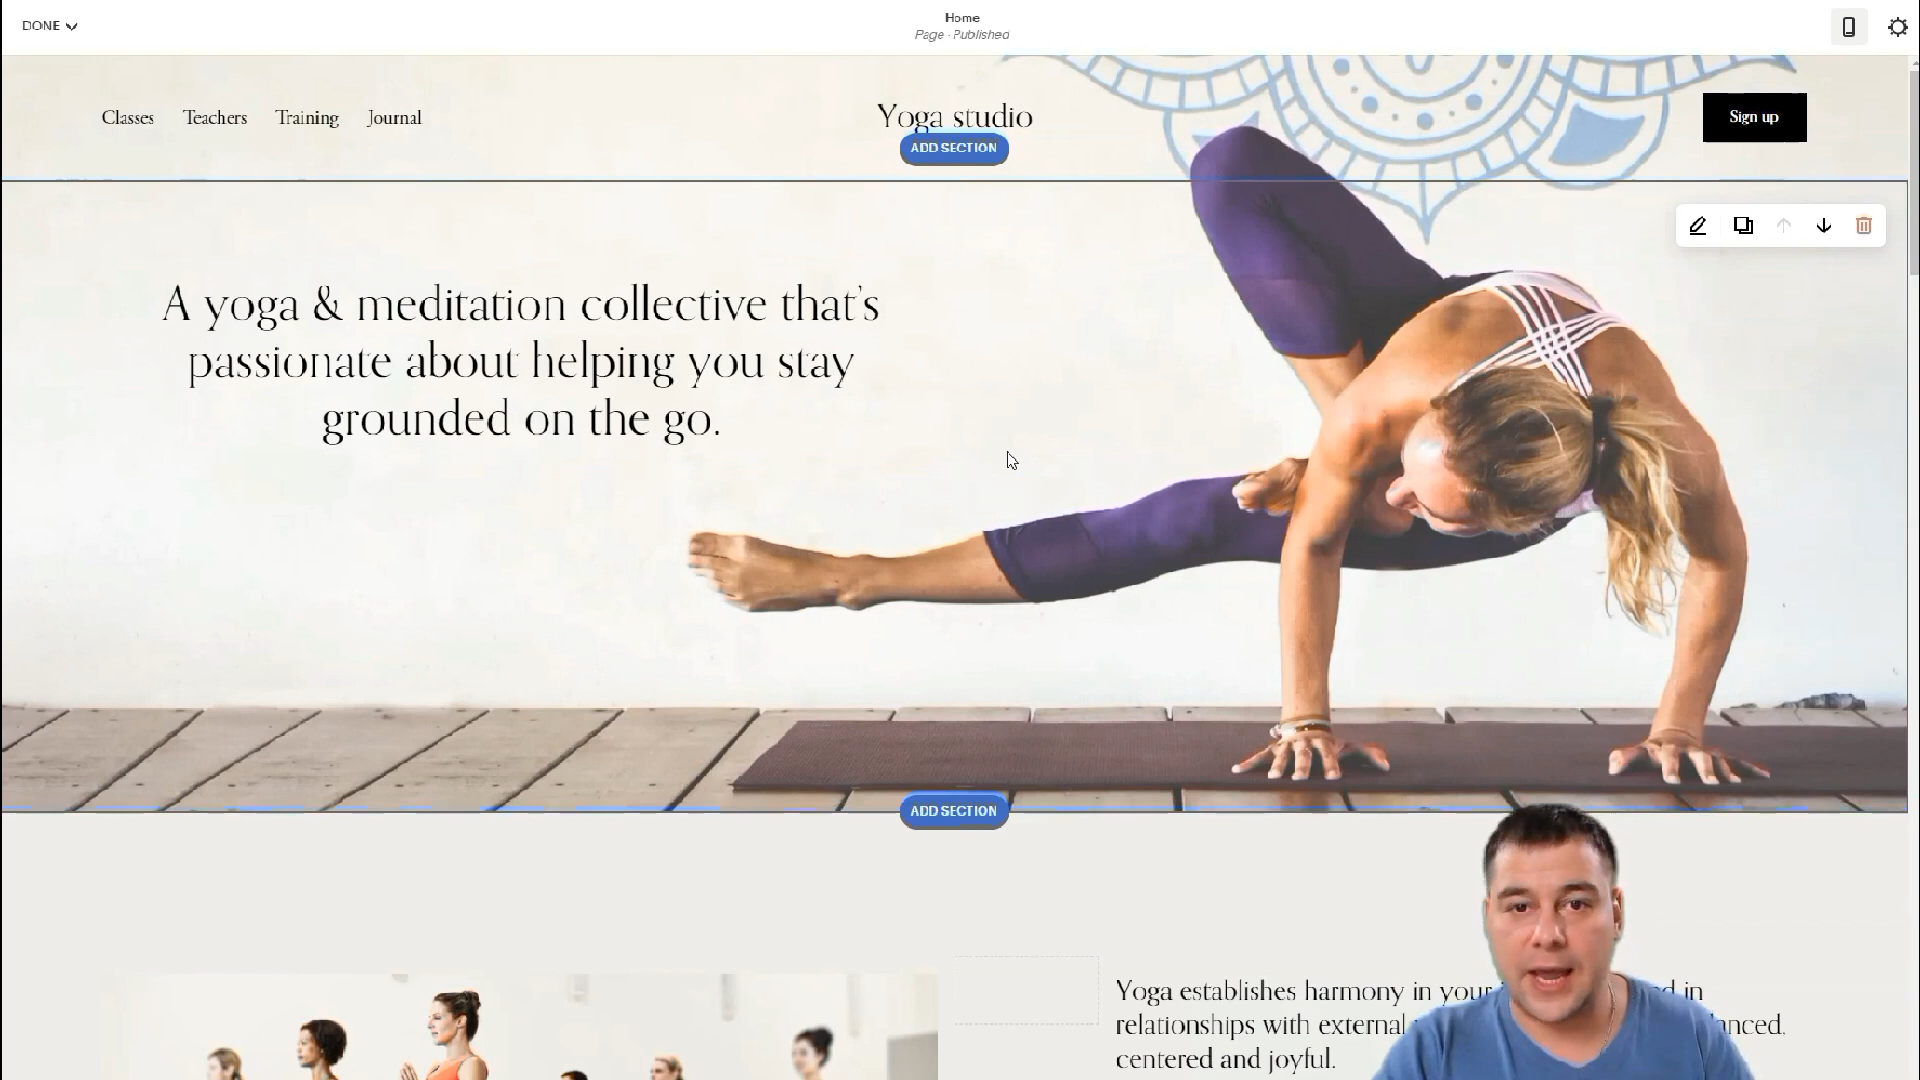 DONE
Home
Page · Published
Classes Teachers Training Journal
Yoga studio
Sign up
ADD SECTION
A yoga & meditation collective that's
passionate about helping you stay
grounded on the go.
ADD SECTION
Yoga establishes harmony in your in
relationships with external
centered and joyful.